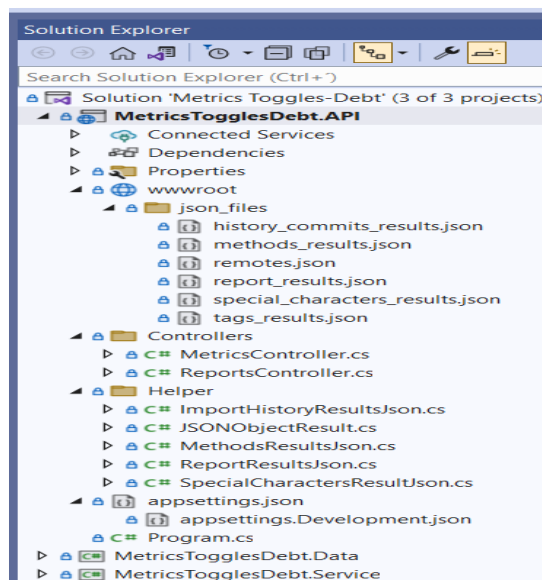 Solution Explorer
Search Solution Explorer (Ctrl+¨)
Solution 'Metrics Toggles-Debt' (3 of 3 projects)
MetricsTogglesDebt.API
Connected Services
Dependencies
Properties
wwwroot
json_files
history_commits_results.json
methods_results.json
remotes.json
report_results.json
special_characters_results.json
tags_results.json
Controllers
C# MetricsController.cs
C# ReportsController.cs
Helper
C# ImportHistoryResultsJson.cs
C# JSONObjectResult.cs
C# MethodsResultsJson.cs
C# ReportResultsJson.cs
C# SpecialCharactersResultJson.cs
appsettings.json
appsettings.Development.json
C# Program.cs
C# MetricsTogglesDebt.Data
C# MetricsTogglesDebt.Service